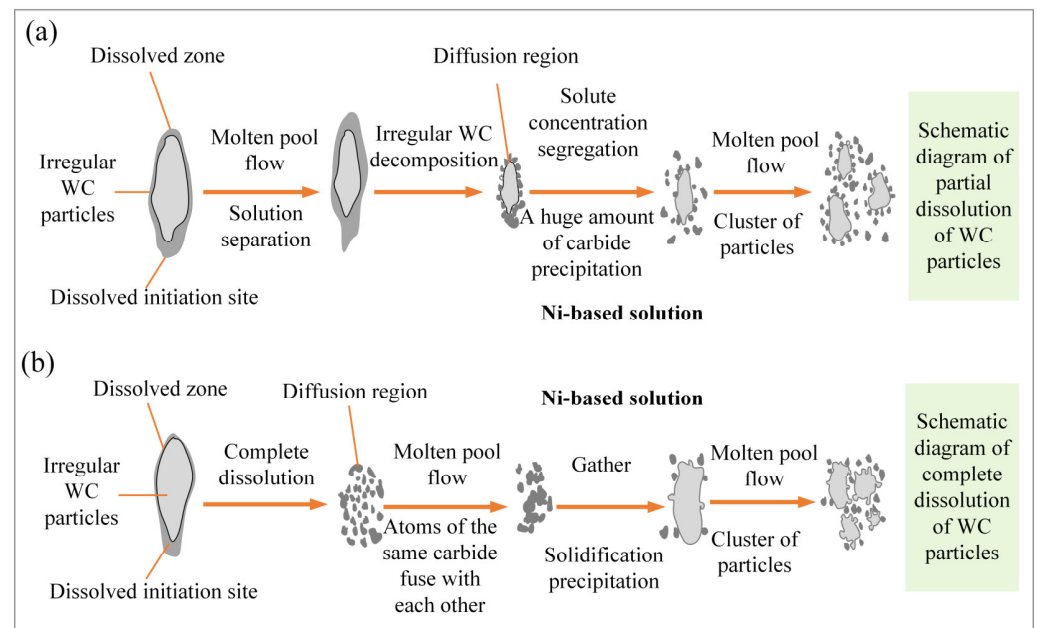 (a)
Dissolved zone
Irregular
WC
particles
Dissolved initiation site
Molten pool
flow
Solution
separation
Irregular WC
decomposition
Diffusion region
Solute
concentration
segregation
A huge amount
of carbide
precipitation
Molten pool
flow
Cluster of
particles
Schematic
diagram of
partial
dissolution
of WC
particles
Ni-based solution
(b)
Dissolved zone
Irregular
WC
particles
Dissolved initiation site
Complete
dissolution
Diffusion region
Molten pool
flow
Atoms of the
same carbide
fuse with
each other
Ni-based solution
Gather
Solidification
precipitation
Molten pool
flow
Cluster of
particles
Schematic
diagram of
complete
dissolution
of WC
particles